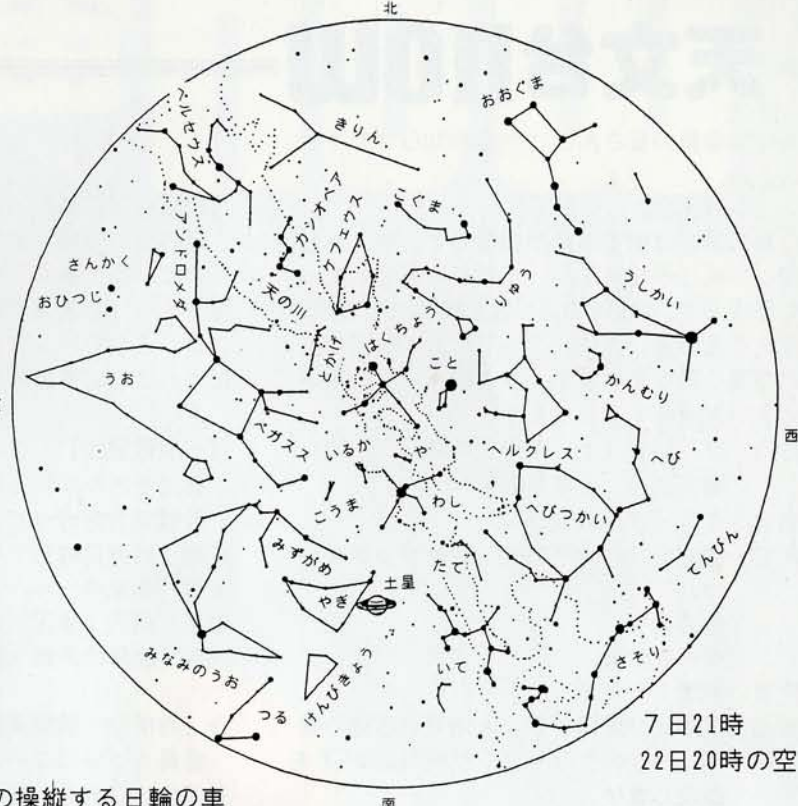 北
おおぐま
ペルセウス
きりん
こぐま
カシオペア
ケフェウス
アンドロメダ
さんかく
おひつじ
うしかい
りゅう
天の川
はくちょう
とかげ
こと
うお
かんむり
西
ペガスス
いるか
や
ヘルクレス
へび
こうま
わし
へびつかい
みずがめ
たて
てんびん
やぎ
土星
みなみのうお
けんびきょう
いて
さそり
つる
7日21時
22日20時の空
の操縦する日輪の車
南